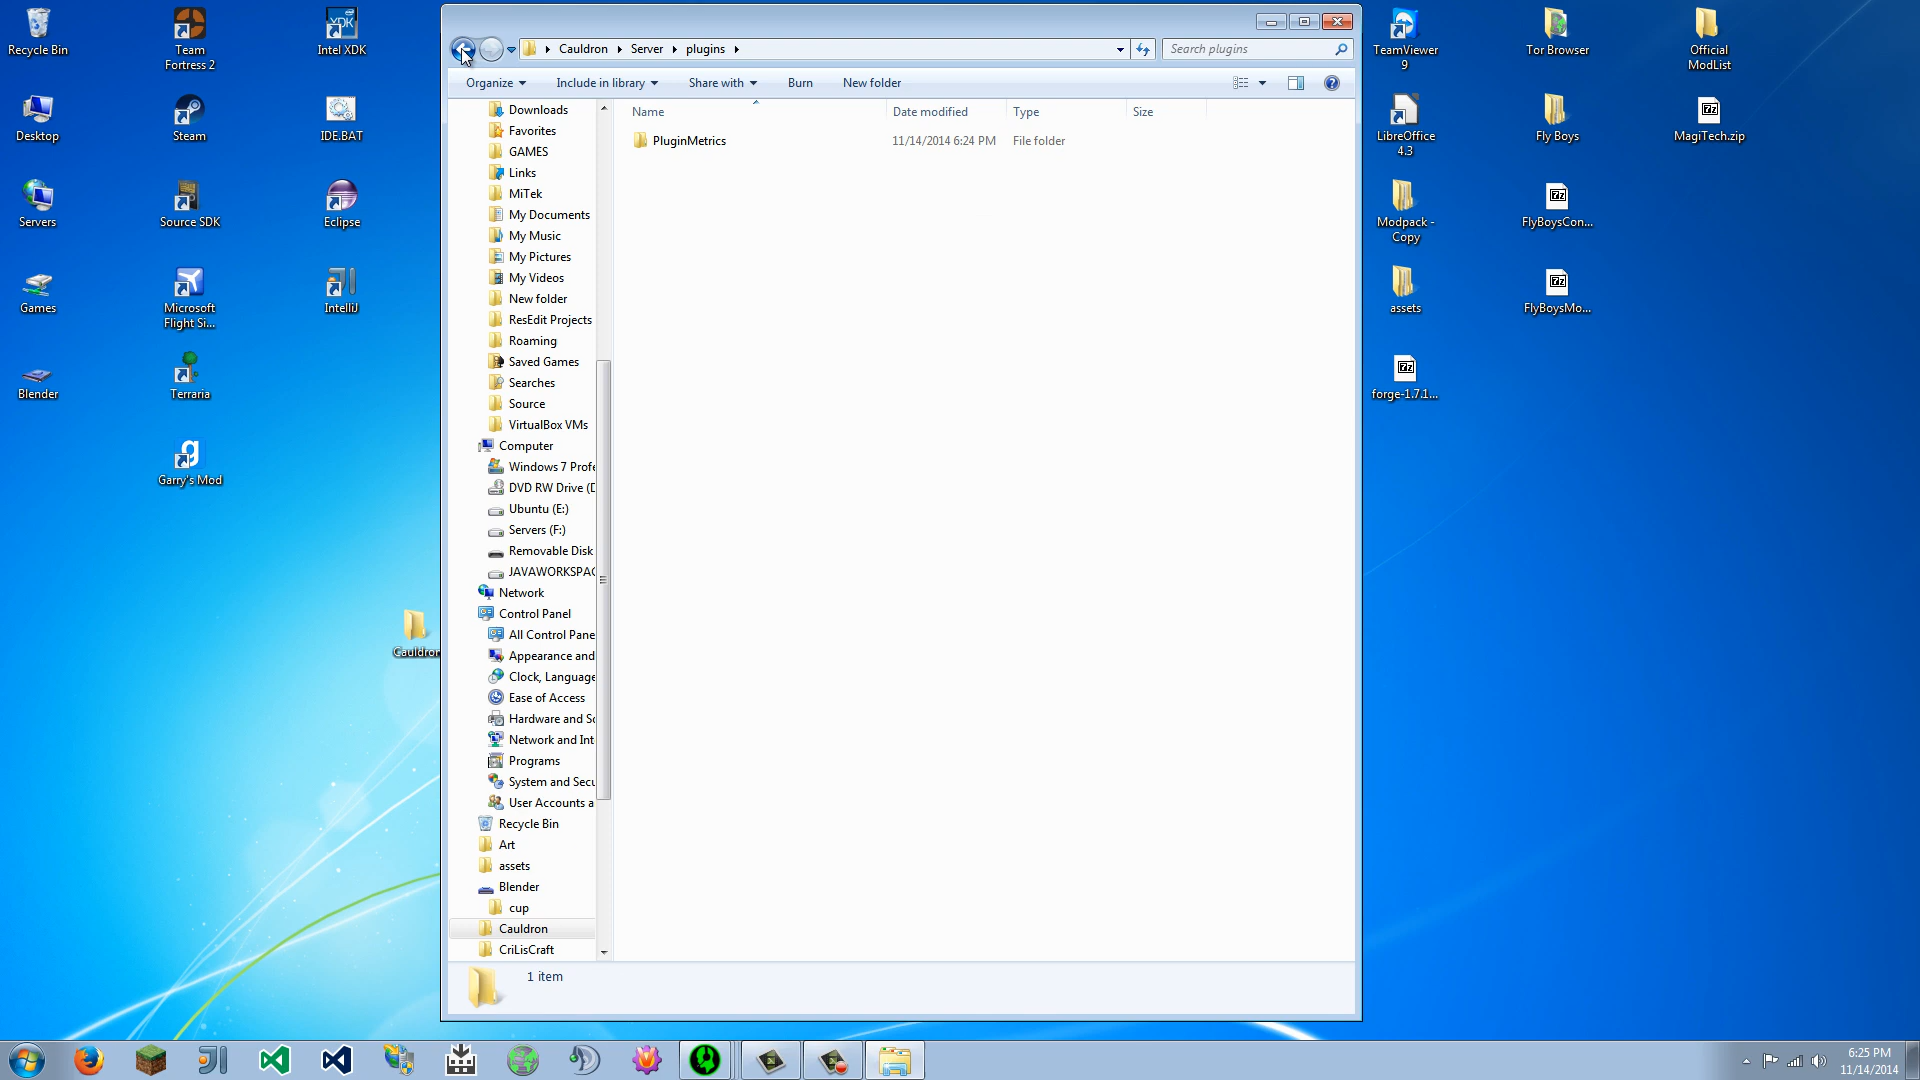 Recycle Bin
Team
Fortress 2
Intel XDK
Desktop
Steam
IDE.BAT
Servers
Source SDK
Eclipse
Games
Microsoft
Flight Si...
IntelliJ
Blender
Terraria
Garry's Mod
Cauldron
Cauldron
Server
plugins
Search plugins
Organize
Include in library
Share with
Burn
New folder
Downloads
Favorites
GAMES
Links
MiTek
My Documents
My Music
My Pictures
My Videos
New folder
ResEdit Projects
Roaming
Saved Games
Searches
Source
VirtualBox VMs
Computer
Windows 7 Profe
DVD RW Drive (D
Ubuntu (E:)
Servers (F:)
Removable Disk
JAVAWORKSPAC
Network
Control Panel
All Control Pane
Appearance and
Clock, Language
Ease of Access
Hardware and So
Network and Int
Programs
System and Secu
User Accounts a
Recycle Bin
Art
assets
Blender
cup
Cauldron
CriLisCraft
Name
Date modified
Type
Size
PluginMetrics
11/14/2014 6:24 PM
File folder
1 item
TeamViewer
9
Tor Browser
Official
ModList
LibreOffice
4.3
Fly Boys
MagiTech.zip
Modpack -
Copy
FlyBoysCon...
assets
FlyBoysMo...
forge-1.7.1...
6:25 PM
11/14/2014